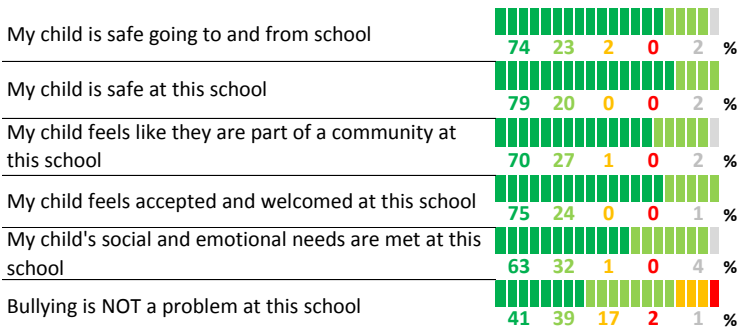 My child is safe going to and from school
74 23 2 0 2 %
My child is safe at this school
79 20 0 0 2 %
My child feels like they are part of a community at
this school
70 27 1 0 2 %
My child feels accepted and welcomed at this school
75 24 0 0 1 %
My child's social and emotional needs are met at this
school
63 32 1 0 4 %
Bullying is NOT a problem at this school
41 39 17 2 1 %